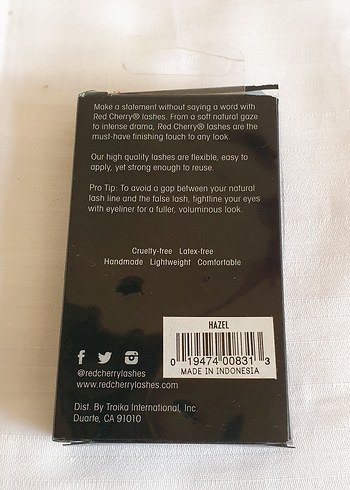 Make a statement without saying a word with
Red Cherry® lashes. From a soft natural gaze
to intense drama, Red Cherry® lashes are the
must-have finishing touch to any look.
Our high quality lashes are flexible, easy to
apply, yet strong enough to reuse.
Pro Tip: To avoid a gap between your natural
lash line and the false lash, tightline your eyes
with eyeliner for a fuller, voluminous look.
Cruelty-free Latex-free
Handmade Lightweight Comfortable
HAZEL
0 19474 00831 3
MADE IN INDONESIA
@redcherrylashes
www.redcherrylashes.com
Dist. By Troika International, Inc.
Duarte, CA 91010